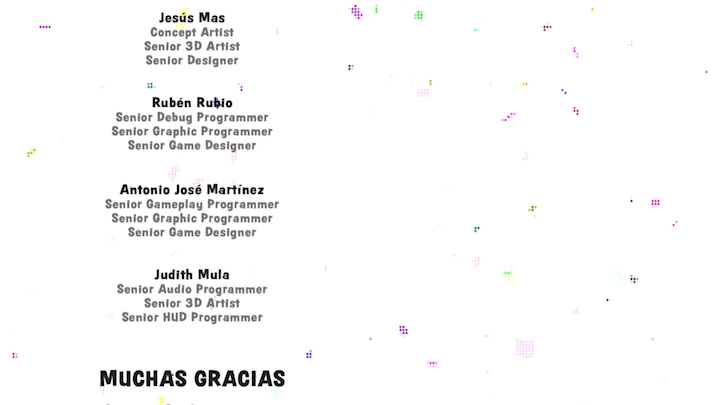 Jesús Mas
Concept Artist
Senior 3D Artist
Senior Designer
Rubén Rubio
Senior Debug Programmer
Senior Graphic Programmer
Senior Game Designer
Antonio José Martínez
Senior Gameplay Programmer
Senior Graphic Programmer
Senior Game Designer
Judith Mula
Senior Audio Programmer
Senior 3D Artist
Senior HUD Programmer
MUCHAS GRACIAS